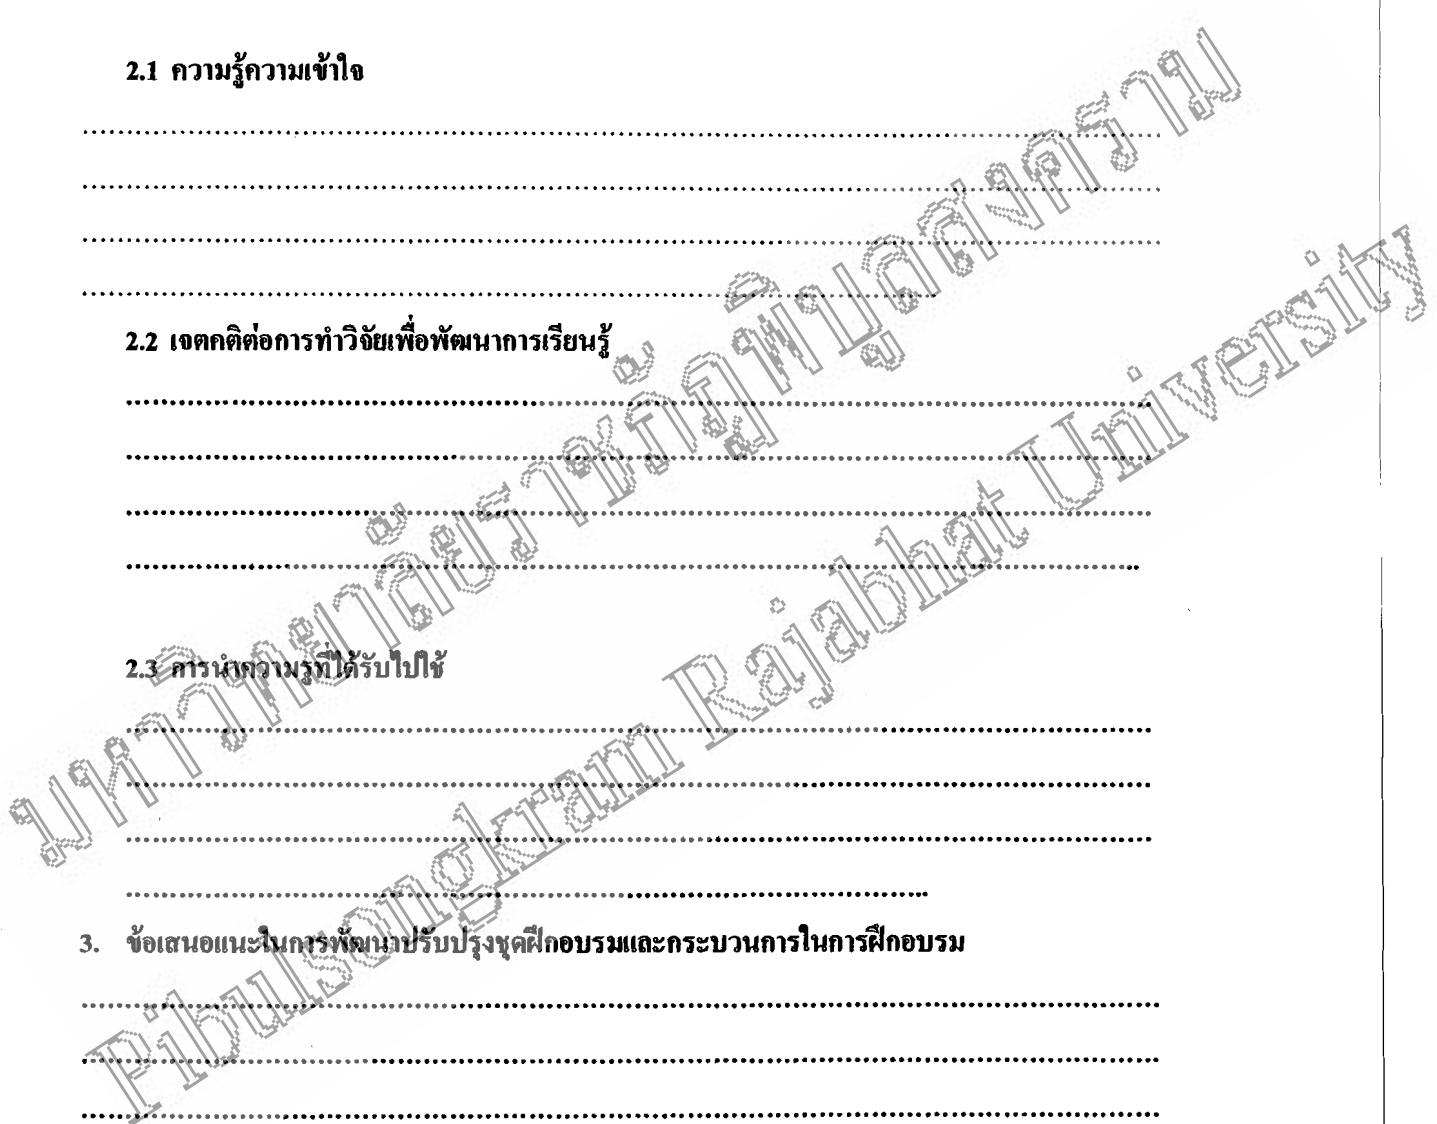 2.1 ความรู้ความเข้าใจ
................................................................................
................................................................................
................................................................................
................................................................................
2.2 เจตคติต่อการทำวิจัยเพื่อพัฒนาการเรียนรู้
................................................................................
................................................................................
................................................................................
................................................................................
2.3 การนำความรู้ที่ได้รับไปใช้
................................................................................
................................................................................
................................................................................
................................................................................
3. ข้อเสนอแนะในการพัฒนาปรับปรุงชุดฝึกอบรมและกระบวนการในการฝึกอบรม
................................................................................
................................................................................
................................................................................
มหาวิทยาลัยราชภัฏพิบูลสงคราม
Pibulsongkram Rajabhat University